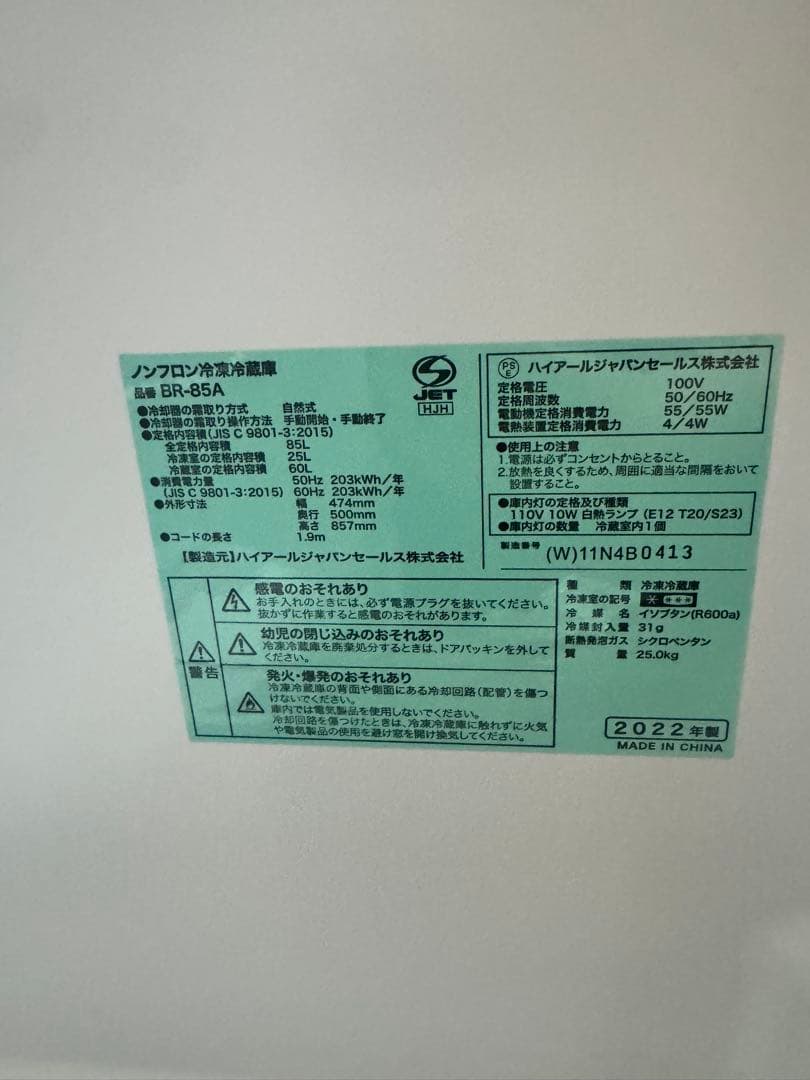 ノンフロン冷凍冷蔵庫
品番 BR-85A
●冷却器の霜取り方式 自然式
●冷却器の霜取り操作方法 手動開始・手動終了
●定格内容積(JIS C 9801-3:2015)
全定格内容積 85L
冷凍室の定格内容積 25L
冷蔵室の定格内容積 60L
●消費電力量 50Hz 203kWh/年
(JIS C 9801-3:2015) 60Hz 203kWh/年
●外形寸法 幅 474mm
奥行 500mm
高さ 857mm
●コードの長さ 1.9m
【製造元】ハイアールジャパンセールス株式会社
JET
HJH
PSE ハイアールジャパンセールス株式会社
定格電圧 100V
定格周波数 50/60Hz
電動機定格消費電力 55/55W
電熱装置定格消費電力 4/4W
●使用上の注意
1.電源は必ずコンセントからとること。
2.放熱を良くするため、周囲に適当な間隔をおいて
設置すること。
●庫内灯の定格及び種類
110V 10W 白熱ランプ (E12 T20/S23)
●庫内灯の数量 冷蔵室内1個
製造番号 (W)11N4B0413
警告
感電のおそれあり
お手入れのときには、必ず電源プラグを抜いてください。
抜かずに作業すると感電のおそれがあります。
幼児の閉じ込みのおそれあり
冷凍冷蔵庫を廃棄処分するときは、ドアパッキンを外して
ください。
発火・爆発のおそれあり
冷凍冷蔵庫の背面や側面にある冷却回路(配管)を傷つ
けないでください。
庫内では電気製品を使用しないでください。
冷却回路を傷つけたときは、冷凍冷蔵庫に触れずに火気
や電気製品の使用を避け窓を開け換気してください。
種類 冷凍冷蔵庫
冷凍室の記号 * ***
冷媒名 イソブタン(R600a)
冷媒封入量 31g
断熱発泡ガス シクロペンタン
質量 25.0kg
2022年製
MADE IN CHINA